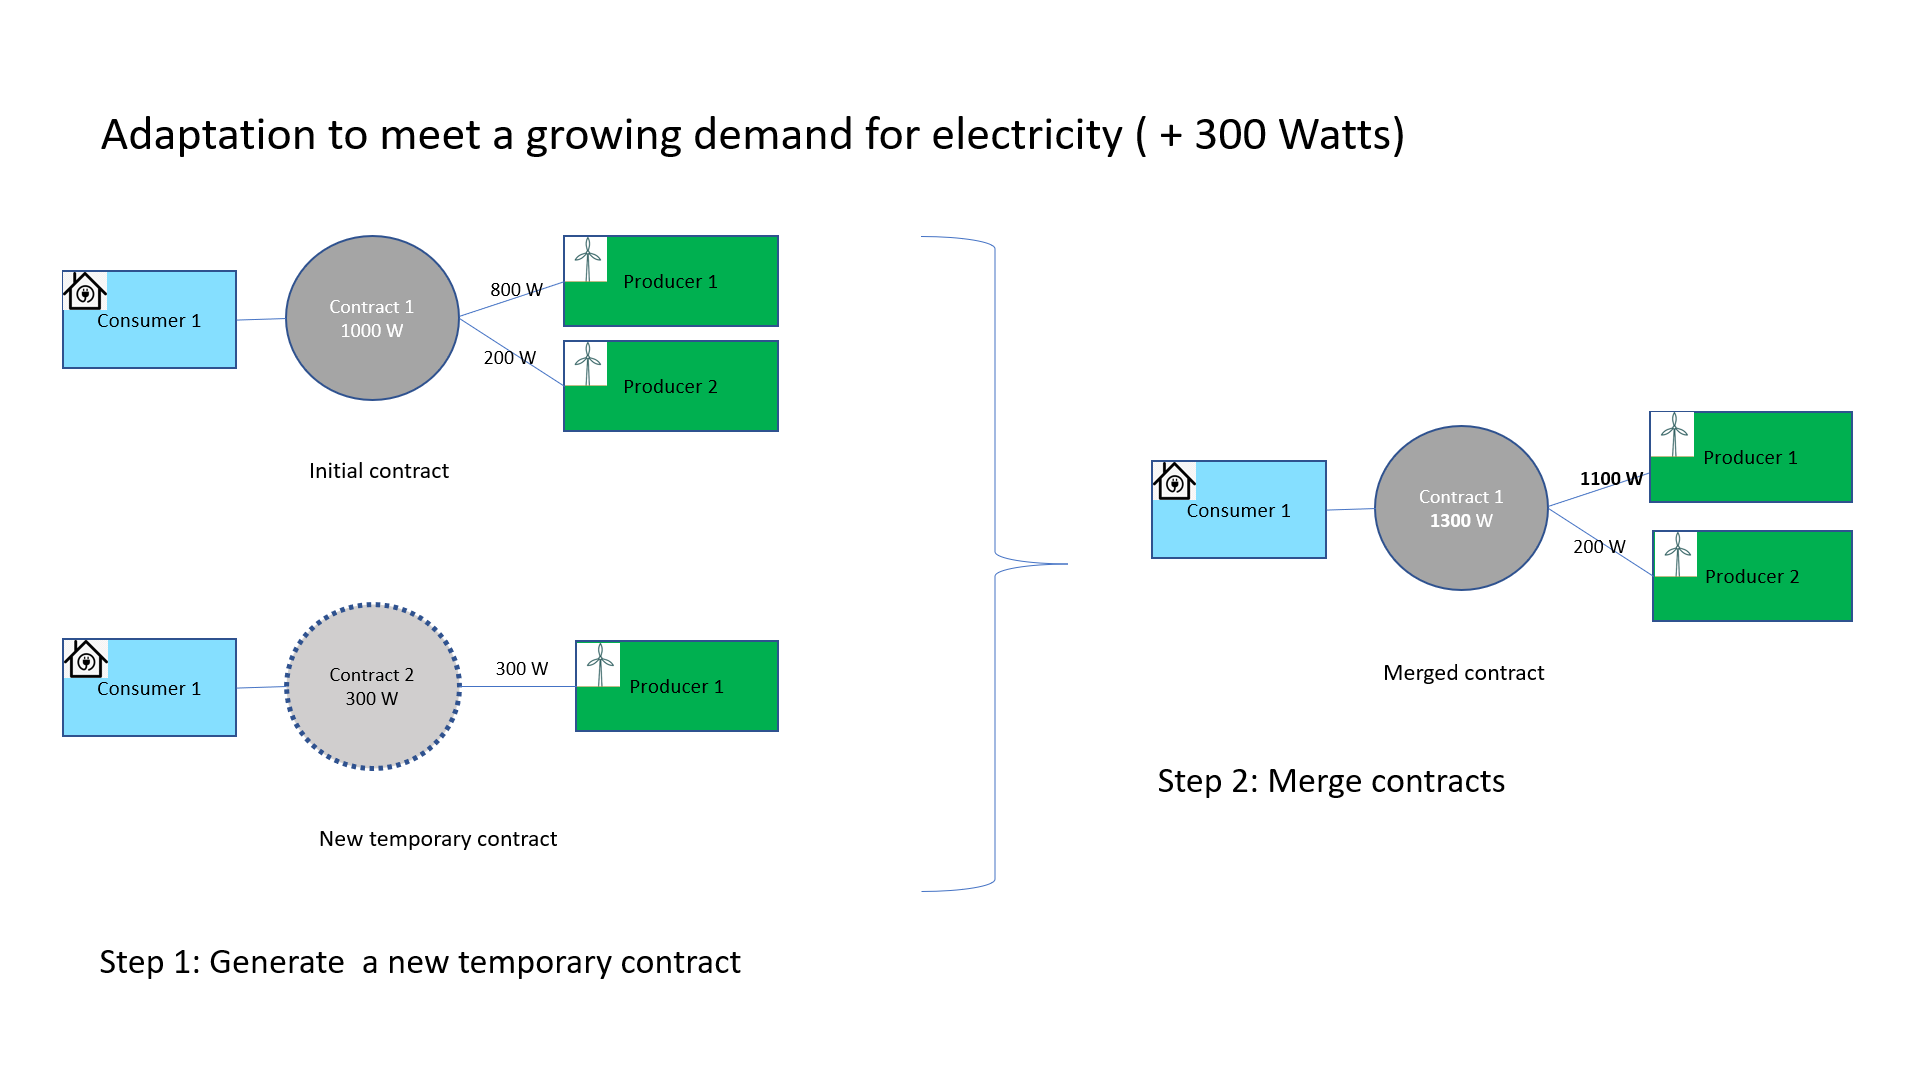 Adaptation to meet a growing demand for electricity ( + 300 Watts)
Consumer 1
Contract 1
1000 W
800 W
200 W
Producer 1
Producer 2
Initial contract
Consumer 1
Contract 2
300 W
300 W
Producer 1
New temporary contract
Step 1: Generate  a new temporary contract
Consumer 1
Contract 1
1300 W
1100 W
200 W
Producer 1
Producer 2
Merged contract
Step 2: Merge contracts